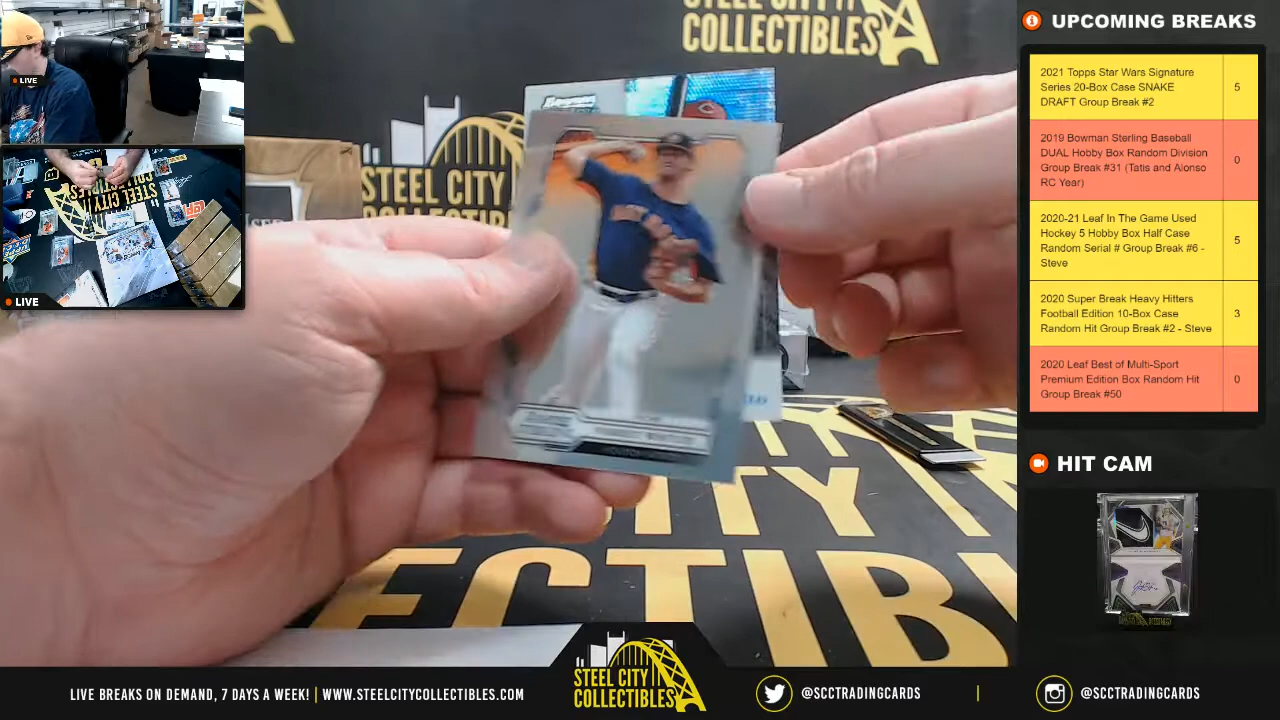 STEEL CITY
COLLECTIBLES
UPCOMING BREAKS
2021 Topps Star Wars Signature
Series 20-Box Case SNAKE
DRAFT Group Break #2
5
2019 Bowman Sterling Baseball
DUAL Hobby Box Random Division
Group Break #31 (Tatis and Alonso
RC Year)
0
2020-21 Leaf In The Game Used
Hockey 5 Hobby Box Half Case
Random Serial # Group Break #6 -
Steve
5
2020 Super Break Heavy Hitters
Football Edition 10-Box Case
Random Hit Group Break #2 - Steve
3
2020 Leaf Best of Multi-Sport
Premium Edition Box Random Hit
Group Break #50
0
HIT CAM
LIVE
LIVE
Bowman
STEEL CITY
CITY
ECTIBL
STEEL CITY
COLLECTIBLES
LIVE BREAKS ON DEMAND, 7 DAYS A WEEK! | WWW.STEELCITYCOLLECTIBLES.COM
@SCCTRADINGCARDS
@SCCTRADINGCARDS